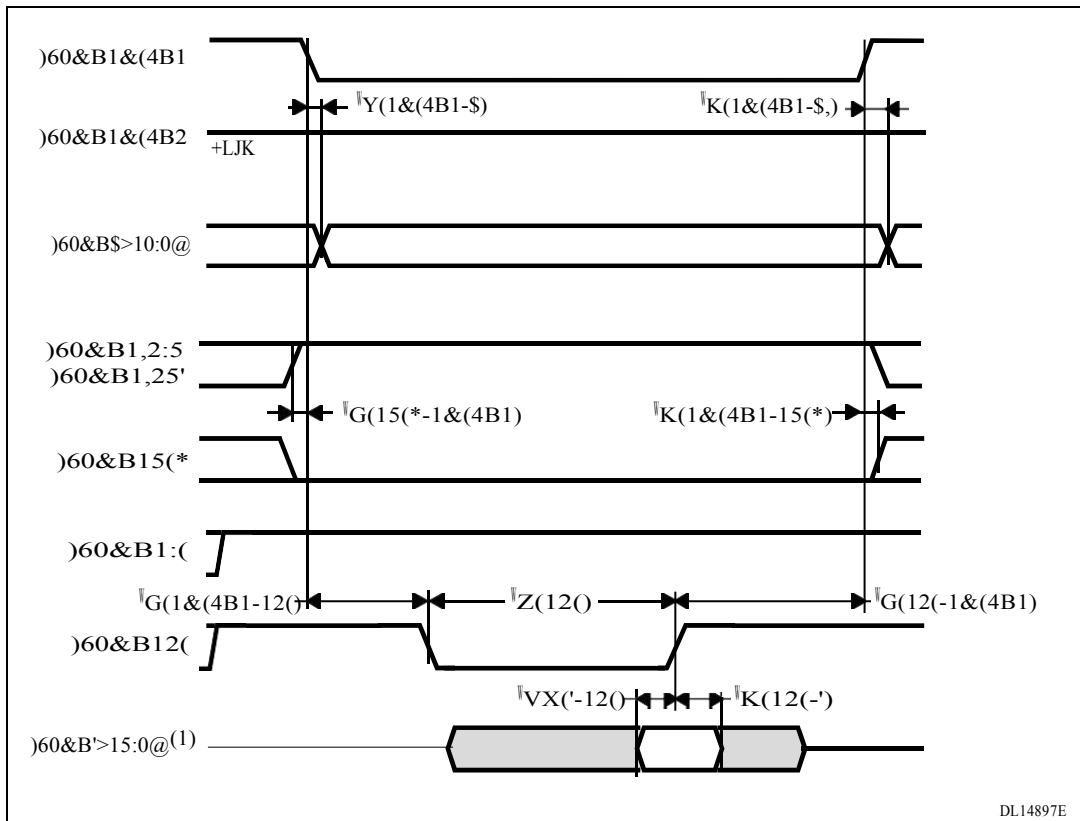 )60&B1&(4B1
ᵗY(1&(4B1-$)
ᵗK(1&(4B1-$,)
)60&B1&(4B2
+LJK
)60&B$>10:0@
)60&B1,2:5
)60&B1,25'
ᵗG(15(*-1&(4B1)
ᵗK(1&(4B1-15(*)
)60&B15(*
)60&B1:(
ᵗG(1&(4B1-12()
ᵗZ(12()
ᵗG(12(-1&(4B1)
)60&B12(
ᵗVX('-12()
ᵗK(12(-')
)60&B'>15:0@(1)
DL14897E